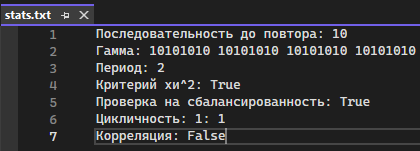 stats.txt
1 Последовательность до повтора: 10
2 Гамма: 10101010 10101010 10101010 10101010
3 Период: 2
4 Критерий хи^2: True
5 Проверка на сбалансированность: True
6 Цикличность: 1: 1
7 Корреляция: False